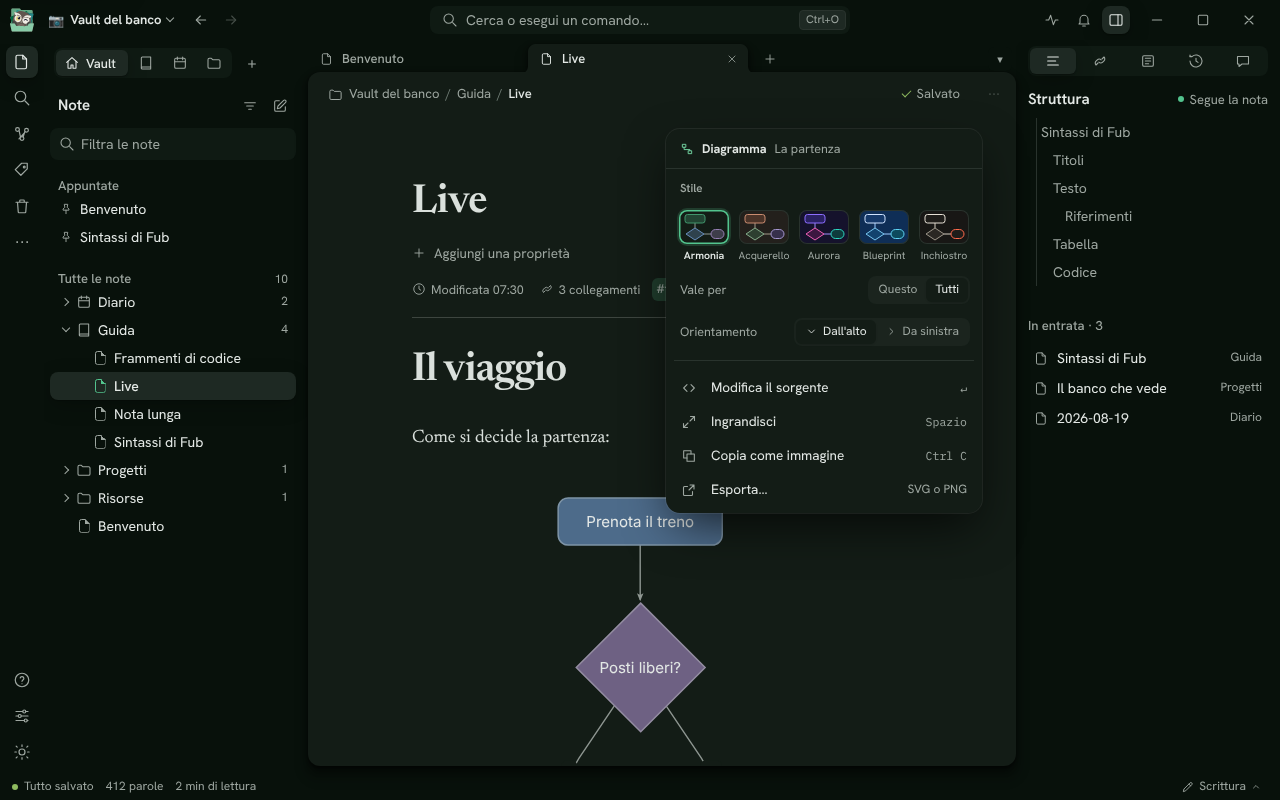 Vault del banco
Cerca o esegui un comando…
Ctrl+O
Vault
Benvenuto
Live
Note
Filtra le note
Appuntate
Benvenuto
Sintassi di Fub
Tutte le note 10
Diario 2
Guida 4
Frammenti di codice
Live
Nota lunga
Sintassi di Fub
Progetti 1
Risorse 1
Benvenuto
Vault del banco / Guida / Live
Salvato
Live
Aggiungi una proprietà
Modificata 07:30 3 collegamenti #
Il viaggio
Come si decide la partenza:
Prenota il treno
Posti liberi?
Diagramma La partenza
Stile
Armonia Acquerello Aurora Blueprint Inchiostro
Vale per Questo Tutti
Orientamento Dall'alto Da sinistra
Modifica il sorgente ↵
Ingrandisci Spazio
Copia come immagine Ctrl C
Esporta… SVG o PNG
Struttura Segue la nota
Sintassi di Fub
Titoli
Testo
Riferimenti
Tabella
Codice
In entrata · 3
Sintassi di Fub Guida
Il banco che vede Progetti
2026-08-19 Diario
Tutto salvato 412 parole 2 min di lettura
Scrittura